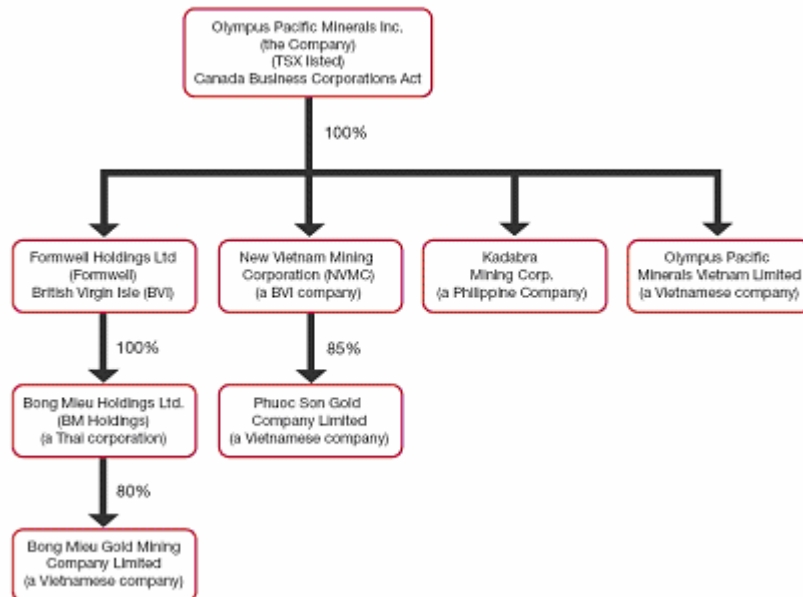 Olympus Pacific Minerals Inc.
(the Company)
(TSX listed)
Canada Business Corporations Act
100%
Formwell Holdings Ltd
(Formwell)
British Virgin Isle (BVI)
New Vietnam Mining
Corporation (NVMC)
(a BVI company)
Kadabra
Mining Corp.
(a Philippine Company)
Olympus Pacific
Minerals Vietnam Limited
(a Vietnamese company)
100%
85%
Bong Mieu Holdings Ltd.
(BM Holdings)
(a Thai corporation)
Phuoc Son Gold
Company Limited
(a Vietnamese company)
80%
Bong Mieu Gold Mining
Company Limited
(a Vietnamese company)